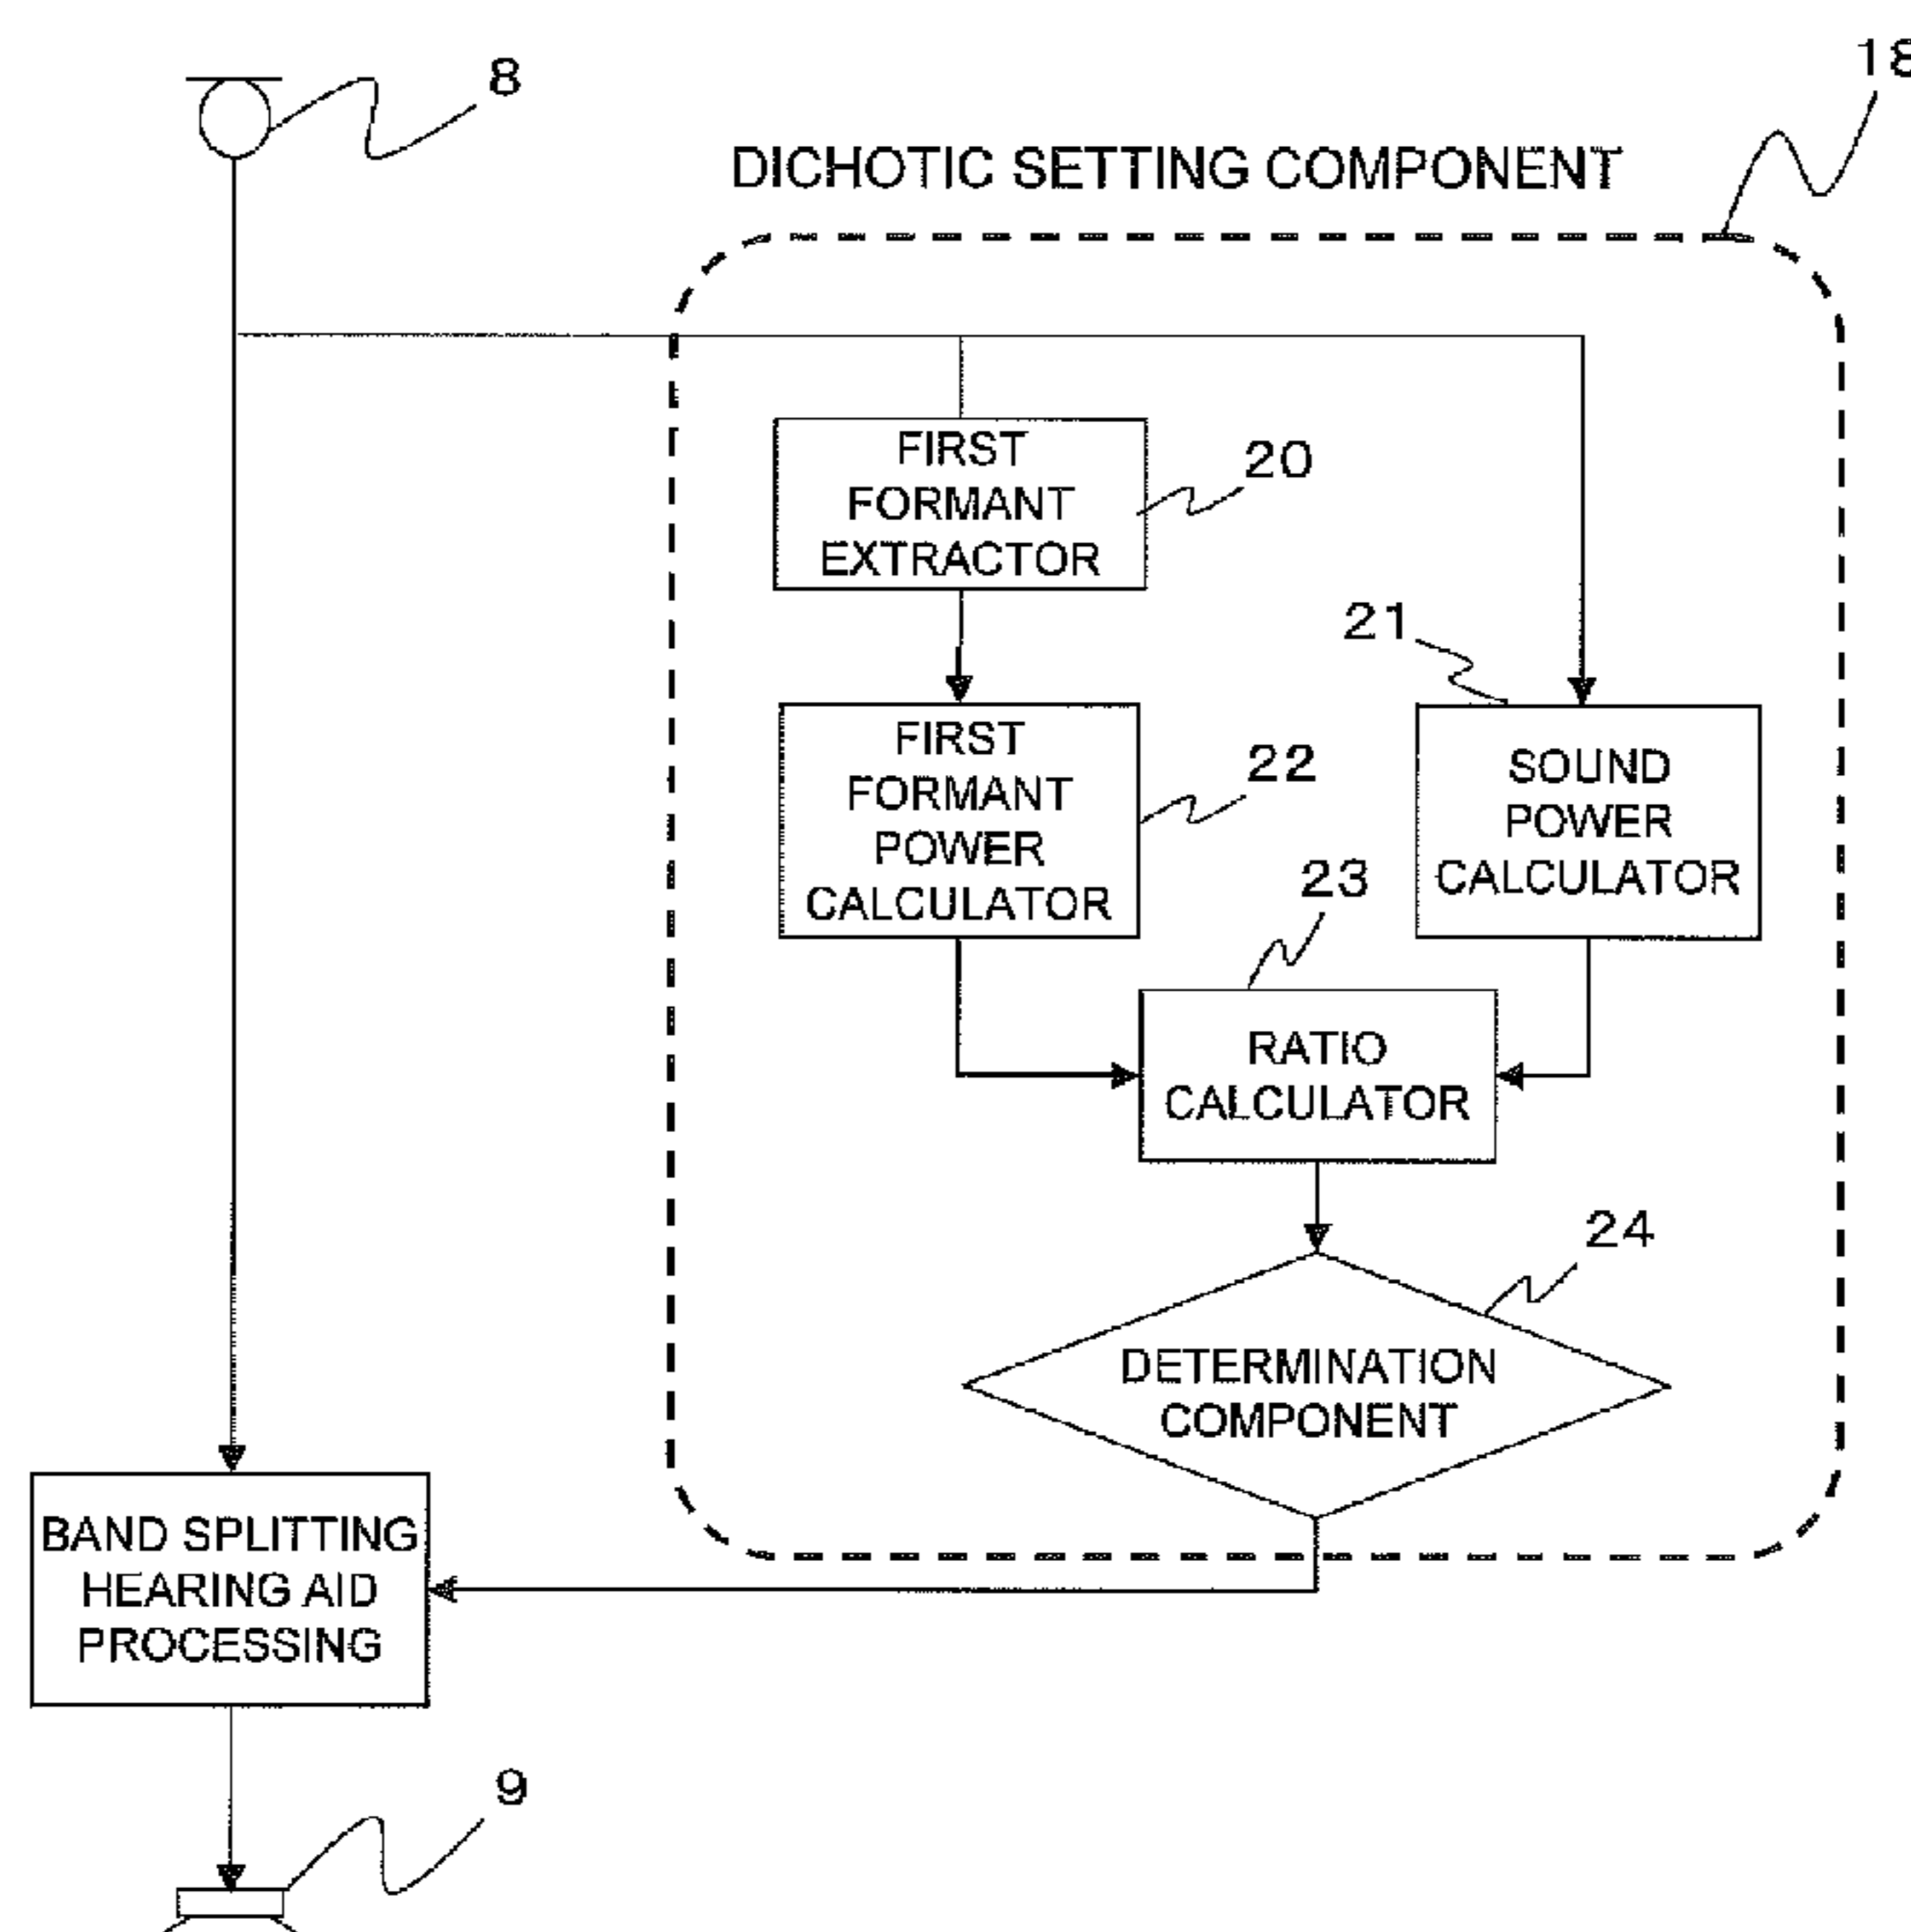 8
18
DICHOTIC SETTING COMPONENT
FIRST
FORMANT
EXTRACTOR
20
21
FIRST
FORMANT
POWER
CALCULATOR
22
SOUND
POWER
CALCULATOR
23
RATIO
CALCULATOR
24
DETERMINATION
COMPONENT
BAND SPLITTING
HEARING AID
PROCESSING
9